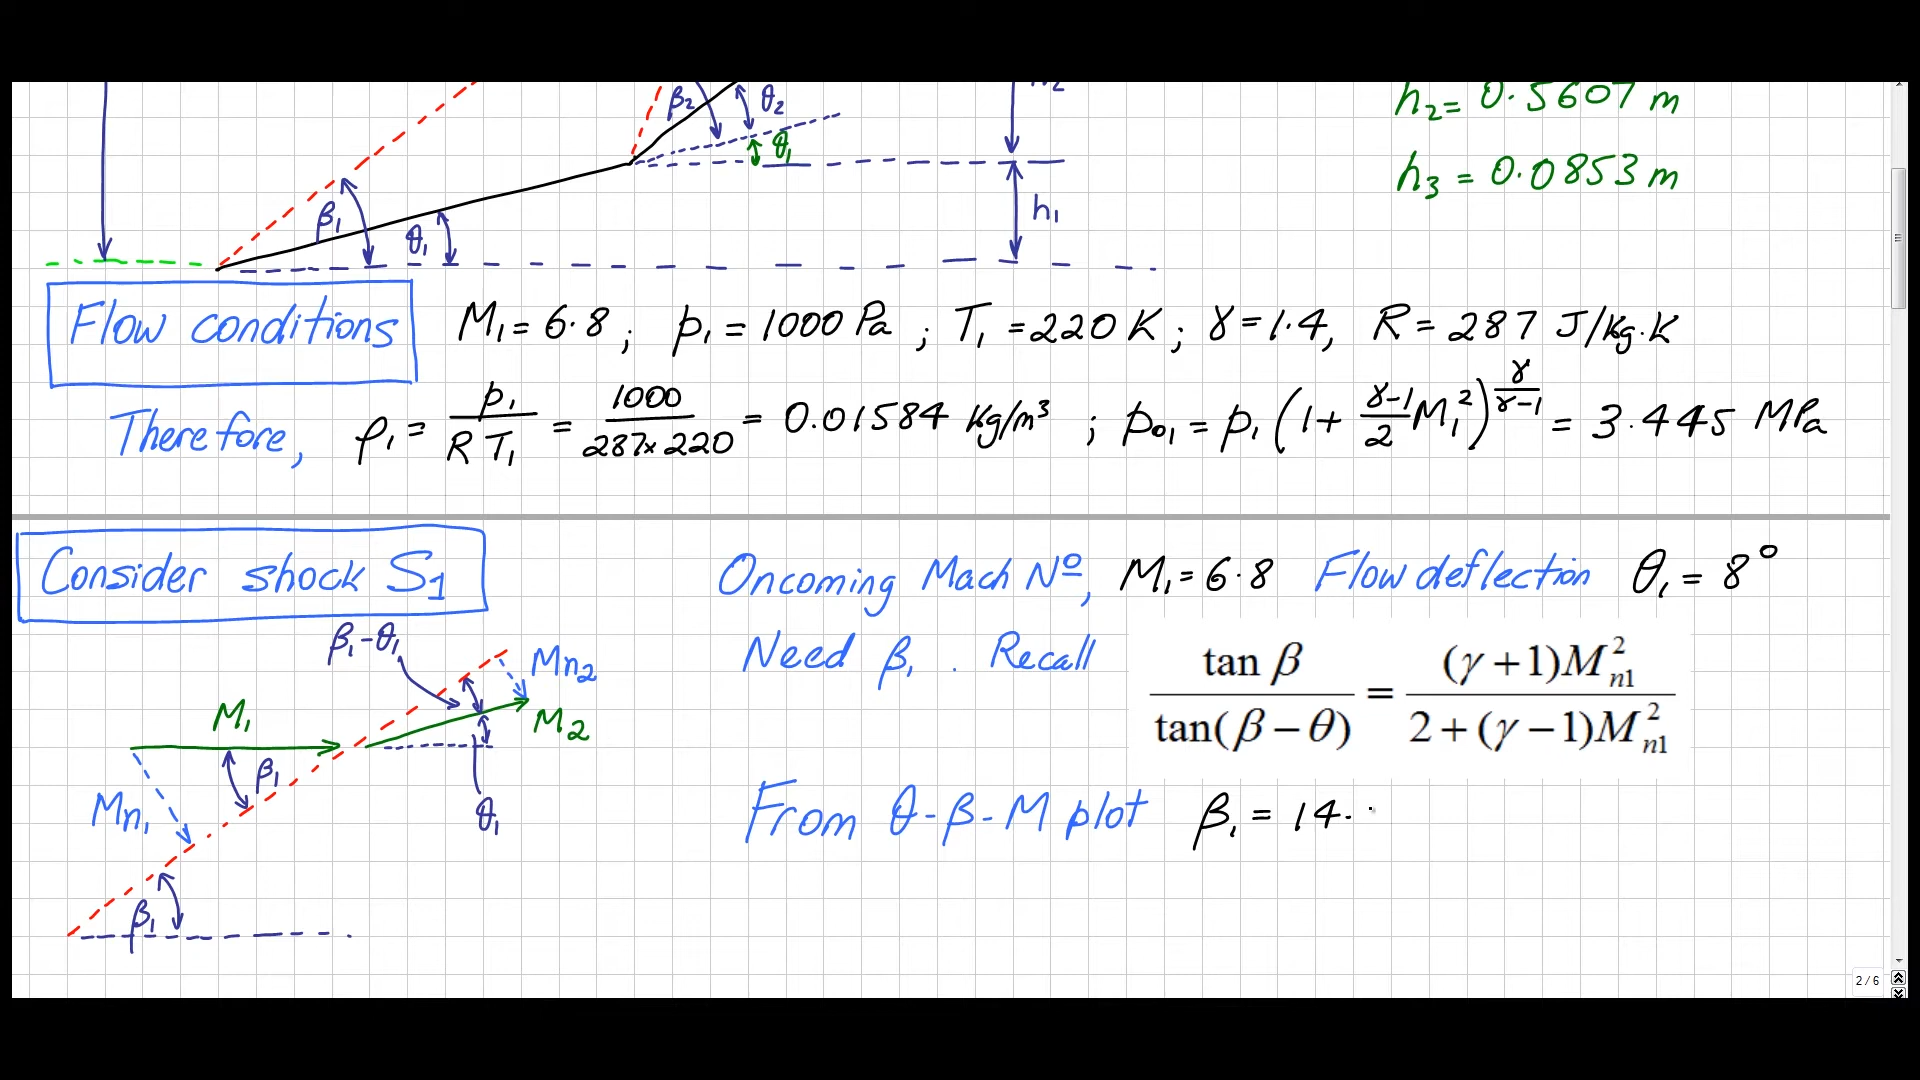 β₂ θ₂ h₂ h₂= 0.5607 m
θ₁
h₃ = 0.0853 m
β₁ θ₁ h₁
Flow conditions M₁=6.8 ; p₁ = 1000 Pa ; T₁ =220 K ; γ=1.4, R = 287 J/kg.K
Therefore, ρ₁ = p₁/(R T₁) = 1000/(287×220) = 0.01584 kg/m³ ; p₀₁ = p₁ (1+ (γ-1)/2 M₁²)^(γ/(γ-1)) = 3.445 MPa
Consider shock S₁ Oncoming Mach Nº, M₁=6.8 Flow deflection θ₁ = 8°
β₁-θ₁ Mn₂ Need β₁ . Recall tan β / tan(β − θ) = (γ +1)M²n1 / 2 + (γ − 1)M²n1
M₁ M₂
β₁
Mn₁ θ₁ From θ-β-M plot β₁ = 14.
β₁
2 / 6